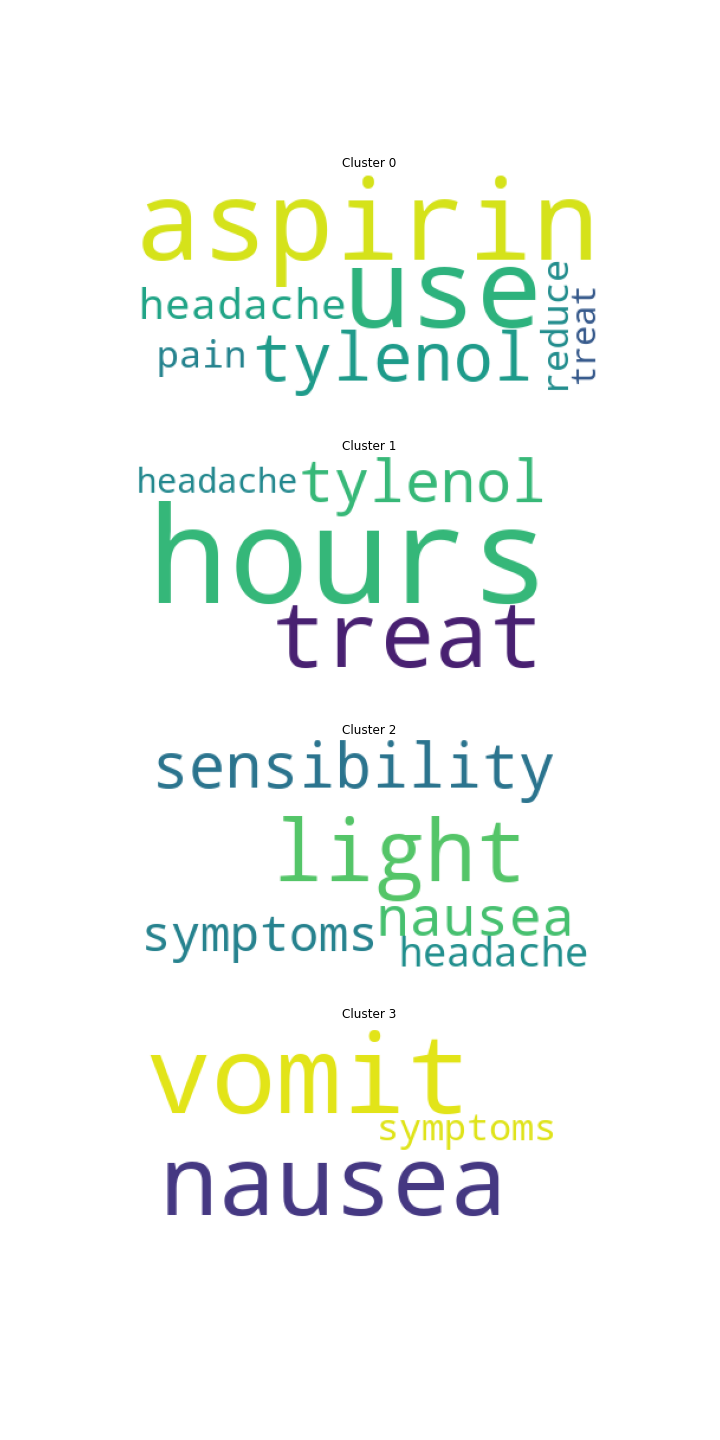 Cluster 0
aspirin
use
headache
reduce
treat
pain tylenol
Cluster 1
headache tylenol
hours
treat
Cluster 2
sensibility
light
nausea
symptoms
headache
Cluster 3
vomit
symptoms
nausea